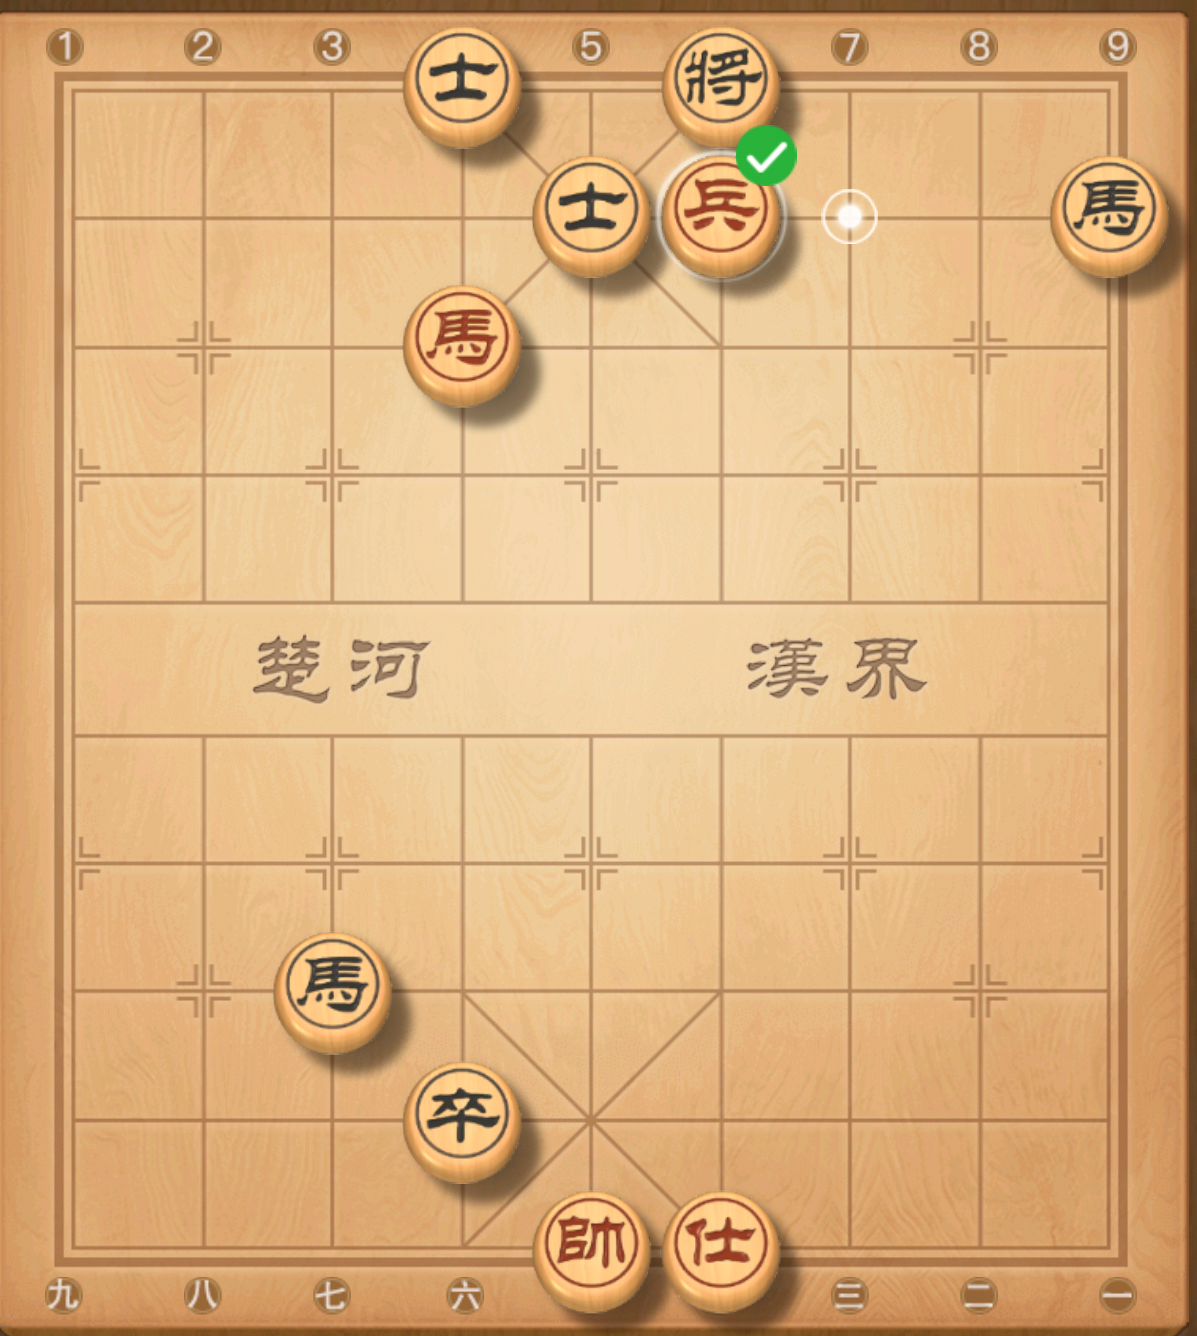 1 2 3 士 5 將 7 8 9
士 兵 馬
馬
楚河 漢界
馬
卒
帥 仕
九 八 七 六 三 二 一